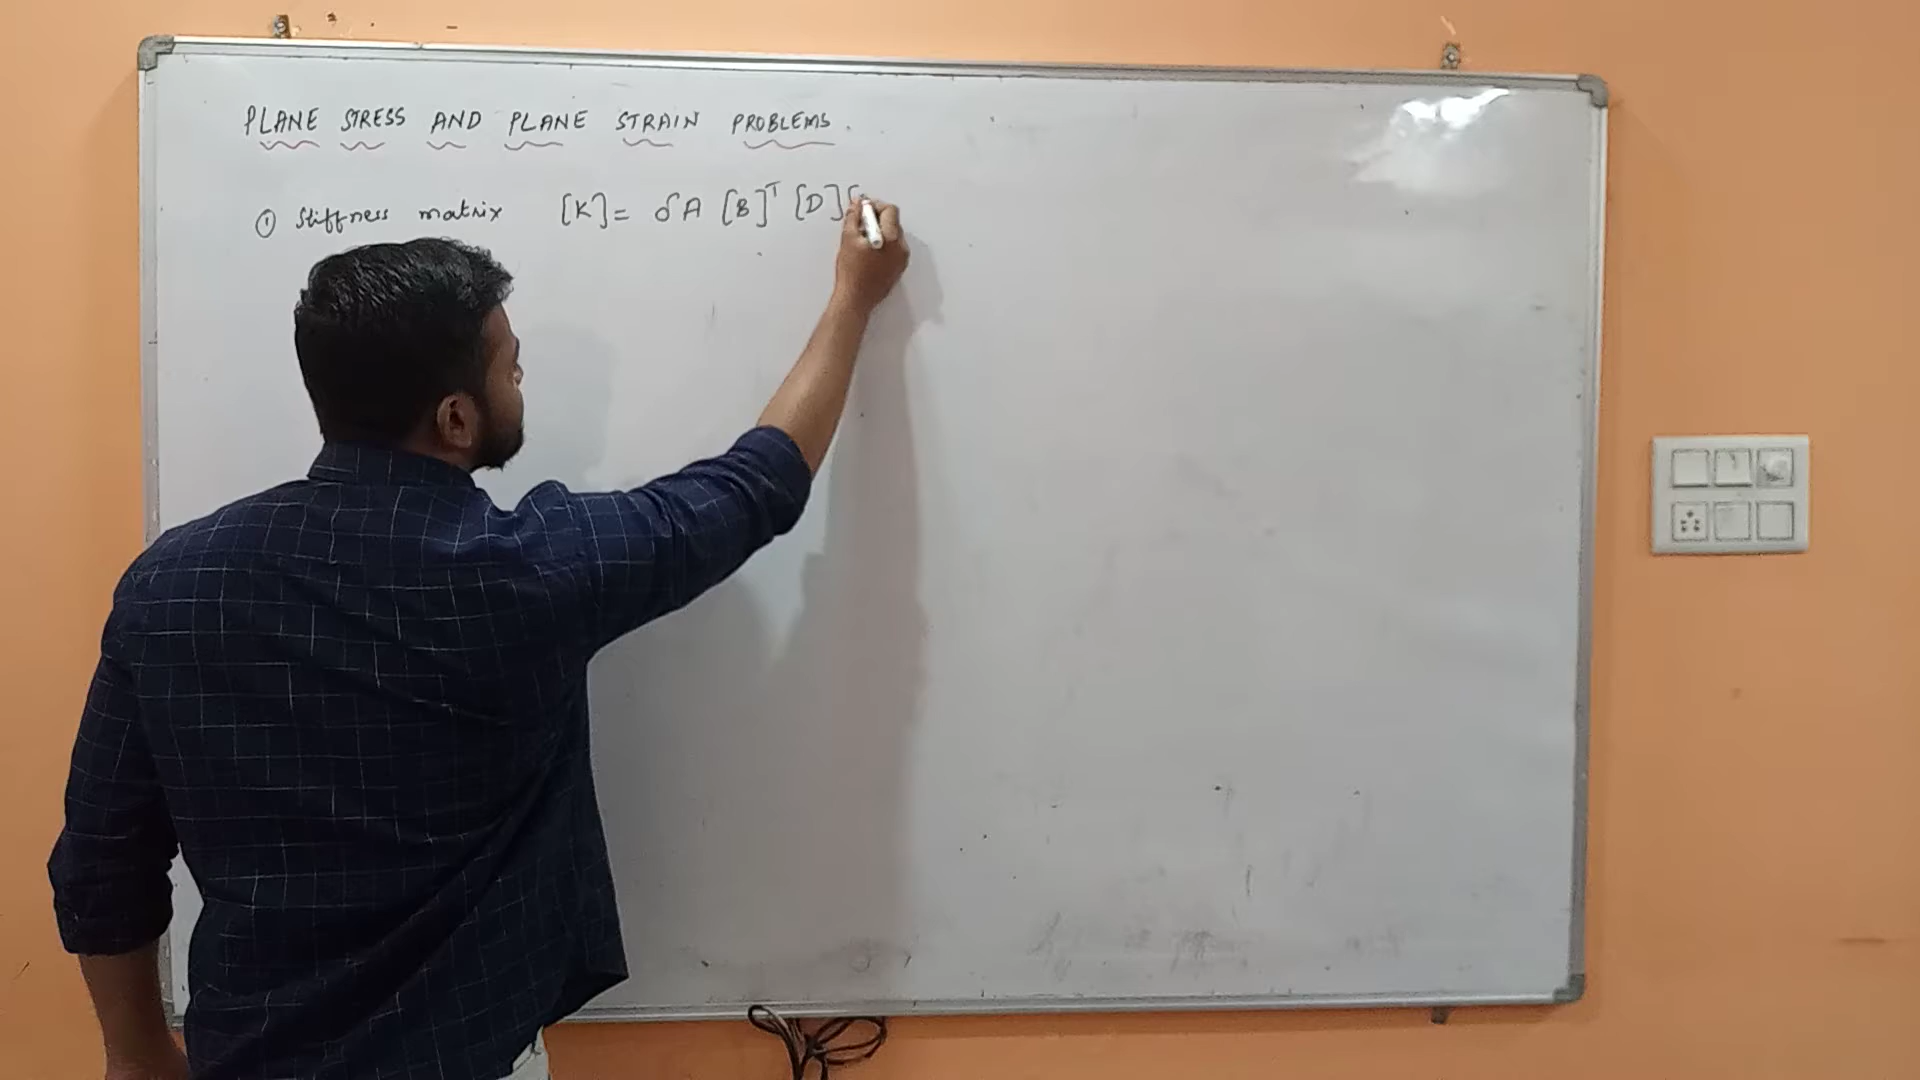 PLANE STRESS AND PLANE STRAIN PROBLEMS.
① Stiffness matrix [K]= δA [B]ᵀ [D][